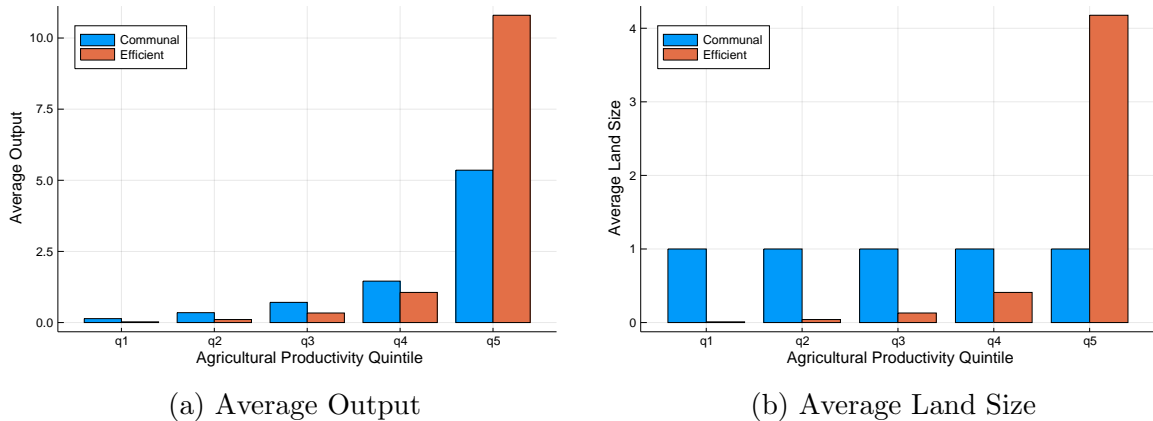 Communal
Efficient
Average Output
10.0
7.5
5.0
2.5
0.0
q1 q2 q3 q4 q5
Agricultural Productivity Quintile
(a) Average Output
Communal
Efficient
Average Land Size
4
3
2
1
0
q1 q2 q3 q4 q5
Agricultural Productivity Quintile
(b) Average Land Size